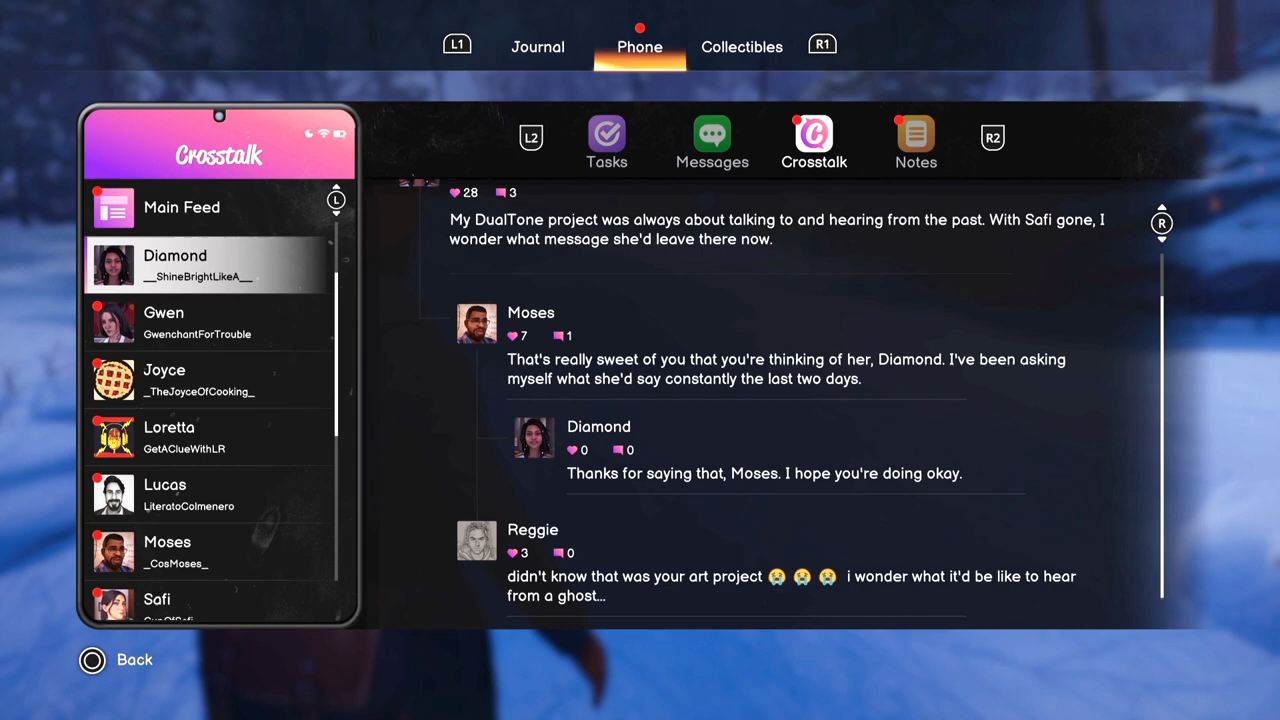 L1
Journal
Phone
Collectibles
R1
Crosstalk
L
Main Feed
Diamond
__ShineBrightLikeA__
Gwen
GwenchantForTrouble
Joyce
_TheJoyceOfCooking_
Loretta
GetAClueWithLR
Lucas
LiteratoColmenero
Moses
_CosMoses_
Safi
L2
Tasks
Messages
Crosstalk
Notes
R2
28 3
My DualTone project was always about talking to and hearing from the past. With Safi gone, I
wonder what message she'd leave there now.
R
Moses
7 1
That's really sweet of you that you're thinking of her, Diamond. I've been asking
myself what she'd say constantly the last two days.
Diamond
0 0
Thanks for saying that, Moses. I hope you're doing okay.
Reggie
3 0
didn't know that was your art project 😭 😭 😭 i wonder what it'd be like to hear
from a ghost...
Back